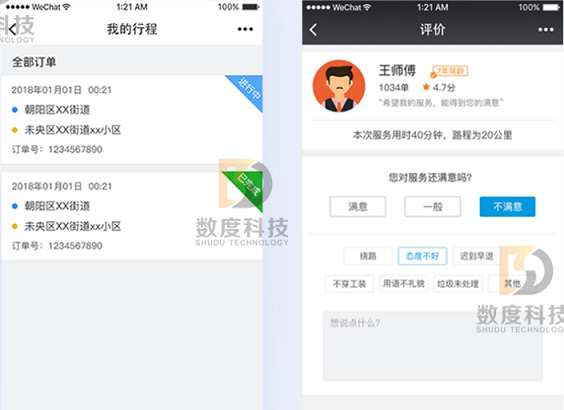 WeChat 1:21 AM 100%
我的行程
全部订单
2018年01月01日 00:21
进行中
朝阳区XX街道
未央区XX街道xx小区
订单号：1234567890
2018年01月01日 00:21
已完成
朝阳区XX街道
未央区XX街道xx小区
订单号：1234567890
数度科技
SHUDU TECHNOLOGY
WeChat 1:21 AM 100%
评价
王师傅 7年驾龄
1034单 4.7分
“希望我的服务，能得到您的满意”
本次服务用时40分钟，路程为20公里
您对服务还满意吗?
满意 一般 不满意
绕路 态度不好 迟到早退
不穿工装 用语不礼貌 垃圾未处理 其他
想说点什么?
数度科技
SHUDU TECHNOLOGY